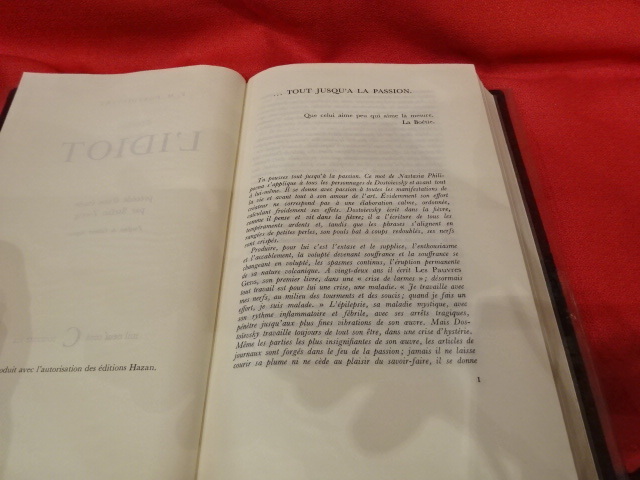 L'IDIOT
oduit avec l'autorisation des éditions Hazan.
... TOUT JUSQU'A LA PASSION.
Que celui aime peu qui aime la mesure.
La Boëtie.
Tu pousses tout jusqu'à la passion. Ce mot de Nastasia Philip-
povna s'applique à tous les personnages de Dostoïevsky et avant tout
à lui-même. Il se donne avec passion à toutes les manifestations de
la vie et avant tout à son amour de l'art. Évidemment son effort
créateur ne correspond pas à une élaboration calme, ordonnée,
calculant froidement ses effets. Dostoïevsky écrit dans la fièvre,
comme il pense et vit dans la fièvre; il a l'écriture de tous les
tempéraments ardents et, tandis que les phrases s'alignent en
rangée de petites perles, son pouls bat à coups redoublés, ses nerfs
sont crispés.
Produire, pour lui c'est l'extase et le supplice, l'enthousiasme
et l'accablement, la volupté devenant souffrance et la souffrance se
changeant en volupté, les spasmes continus, l'éruption permanente
de sa nature volcanique. A vingt-deux ans il écrit Les Pauvres
Gens, son premier livre, dans une « crise de larmes »; désormais
tout travail est pour lui une crise, une maladie. « Je travaille avec
mes nerfs, au milieu des tourments et des soucis; quand je fais un
effort, je suis malade. » L'épilepsie, sa maladie mystique, avec
son rythme inflammatoire et fébrile, avec ses arrêts tragiques,
pénètre jusqu'aux plus fines vibrations de son œuvre. Mais Dos-
toïevsky travaille toujours de tout son être, dans une crise d'hystérie.
Même les parties les plus insignifiantes de son œuvre, les articles de
journaux sont forgés dans le feu de la passion; jamais il ne laisse
courir sa plume ni ne cède au plaisir du savoir-faire, il se donne
1